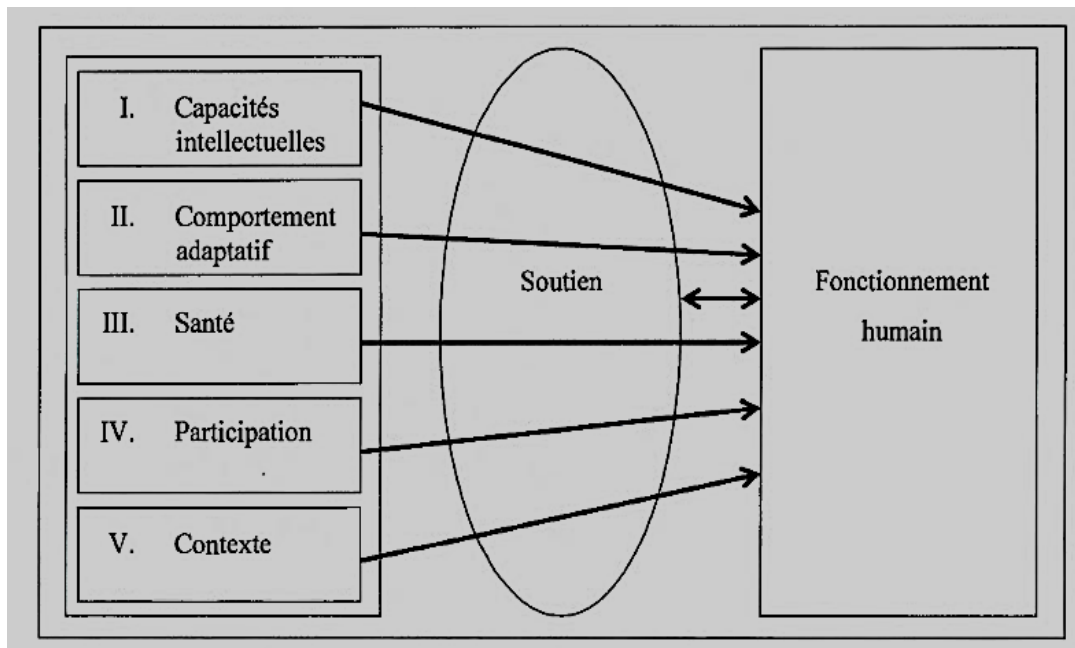 I. Capacités
intellectuelles
II. Comportement
adaptatif
III. Santé
IV. Participation
V. Contexte
Soutien
Fonctionnement
humain